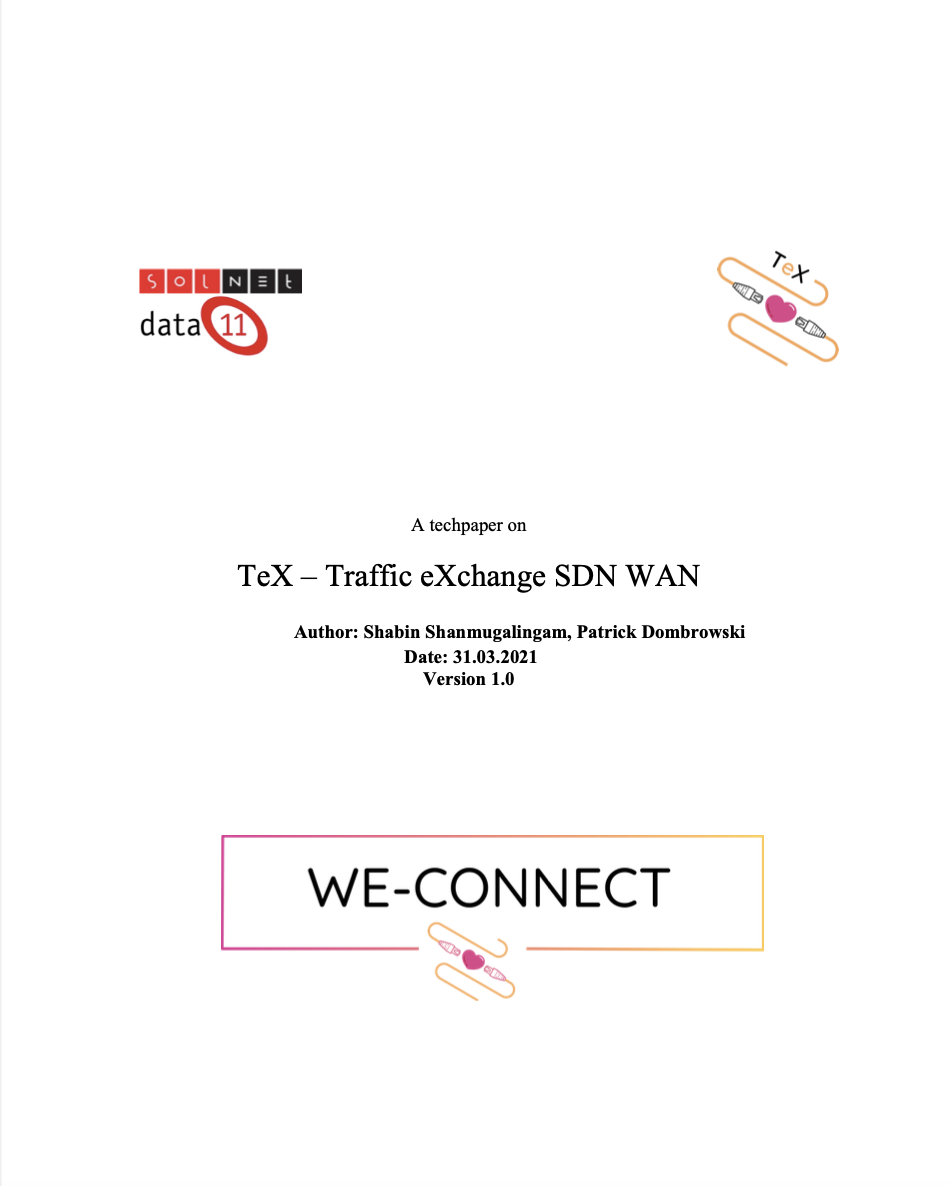 SOLNET
data 11
TeX
A techpaper on
TeX – Traffic eXchange SDN WAN
Author: Shabin Shanmugalingam, Patrick Dombrowski
Date: 31.03.2021
Version 1.0
WE-CONNECT